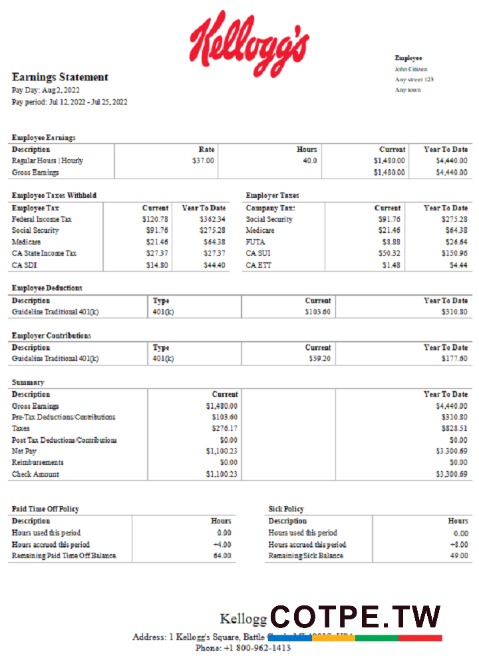 Kellogg's
Employee
John Citizen
Any street 123
Any town
Earnings Statement
Pay Day: Aug 2, 2022
Pay period: Jul 12, 2022 - Jul 25, 2022
Employee Earnings
Description Rate Hours Current Year To Date
Regular Hours | Hourly $37.00 40.0 $1,480.00 $4,440.00
Gross Earnings $1,480.00 $4,440.00
Employee Taxes Withheld Employer Taxes
Employee Tax Current Year To Date Company Tax: Current Year To Date
Federal Income Tax $120.78 $362.34 Social Security $91.76 $275.28
Social Security $91.76 $275.28 Medicare $21.46 $64.38
Medicare $21.46 $64.38 FUTA $8.88 $26.64
CA State Income Tax $27.37 $27.37 CA SUI $50.32 $150.96
CA SDI $14.80 $44.40 CA ETT $1.48 $4.44
Employee Deductions
Description Type Current Year To Date
Guideline Traditional 401(k) 401(k) $103.60 $310.80
Employer Contributions
Description Type Current Year To Date
Guideline Traditional 401(k) 401(k) $59.20 $177.60
Summary
Description Current Year To Date
Gross Earnings $1,480.00 $4,440.00
Pre-Tax Deductions/Contributions $103.60 $310.80
Taxes $276.17 $828.51
Post Tax Deductions/Contributions $0.00 $0.00
Net Pay $1,100.23 $3,300.69
Reimbursements $0.00 $0.00
Check Amount $1,100.23 $3,300.69
Paid Time Off Policy Sick Policy
Description Hours Description Hours
Hours used this period 0.00 Hours used this period 0.00
Hours accrued this period +4.00 Hours accrued this period +8.00
Remaining Paid Time Off Balance 64.00 Remaining Sick Balance 49.00
Kellogg
COTPE.TW
Address: 1 Kellogg's Square, Battle
Phone: +1 800-962-1413